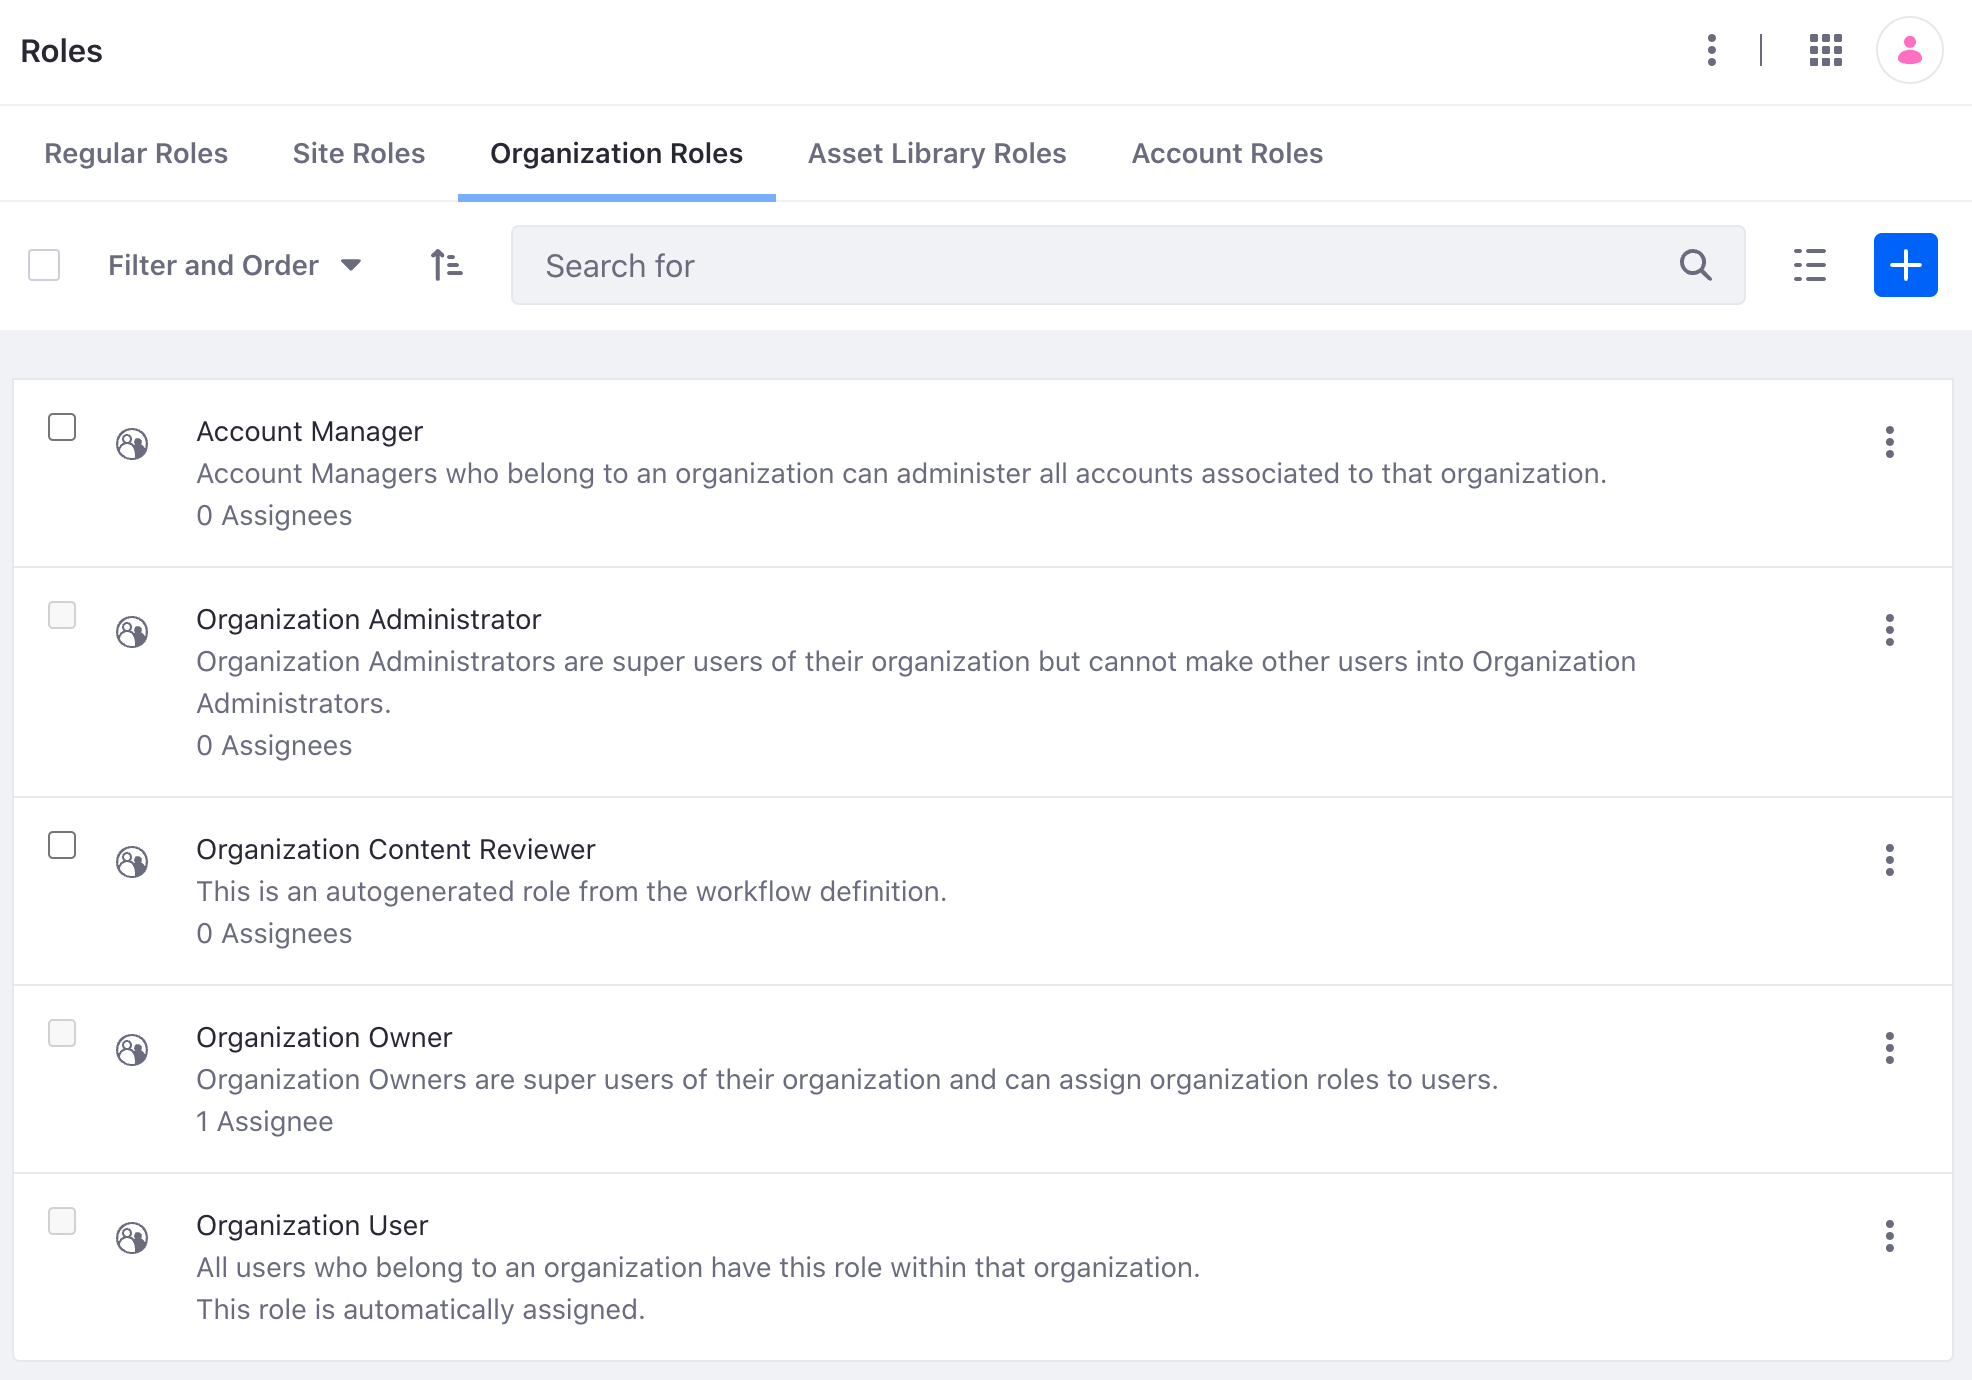 Roles
Regular Roles
Site Roles
Organization Roles
Asset Library Roles
Account Roles
Filter and Order
Search for
Account Manager
Account Managers who belong to an organization can administer all accounts associated to that organization.
0 Assignees
Organization Administrator
Organization Administrators are super users of their organization but cannot make other users into Organization
Administrators.
0 Assignees
Organization Content Reviewer
This is an autogenerated role from the workflow definition.
0 Assignees
Organization Owner
Organization Owners are super users of their organization and can assign organization roles to users.
1 Assignee
Organization User
All users who belong to an organization have this role within that organization.
This role is automatically assigned.